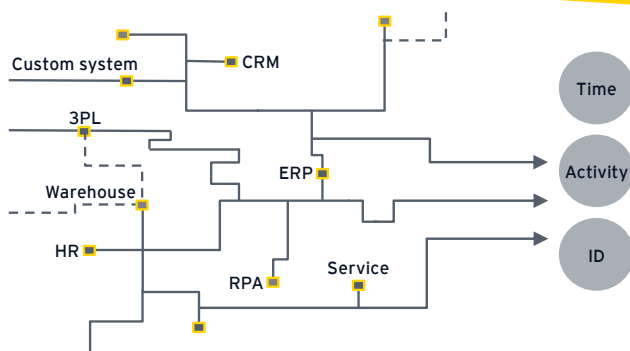 CRM
Custom system
Time
3PL
ERP
Activity
Warehouse
HR
ID
Service
RPA